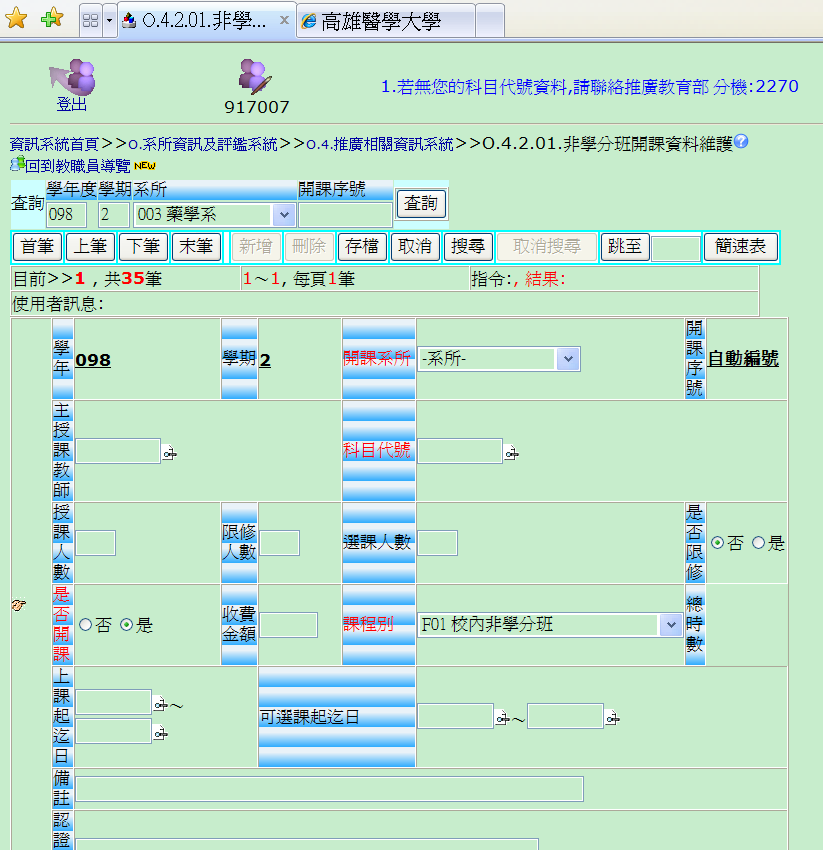 O.4.2.01.非學... × 高雄醫學大學
登出
917007
1.若無您的科目代號資料,請聯絡推廣教育部 分機:2270
資訊系統首頁>>O.系所資訊及評鑑系統>>O.4.推廣相關資訊系統>>O.4.2.01.非學分班開課資料維護
回到教職員導覽 NEW
查詢 學年度 學期 系所 開課序號 查詢
098 2 003 藥學系
首筆 上筆 下筆 末筆 新增 刪除 存檔 取消 搜尋 取消搜尋 跳至 簡速表
目前>>1 , 共35筆 1～1, 每頁1筆 指令:, 結果:
使用者訊息:
學年 098 學期 2 開課系所 -系所- 開課序號 自動編號
主授課教師 科目代號
授課人數 限修人數 選課人數 是否限修 否 是
是否開課 否 是 收費金額 課程別 F01 校內非學分班 總時數
上課起迄日 ～ 可選課起迄日 ～
備註
認證